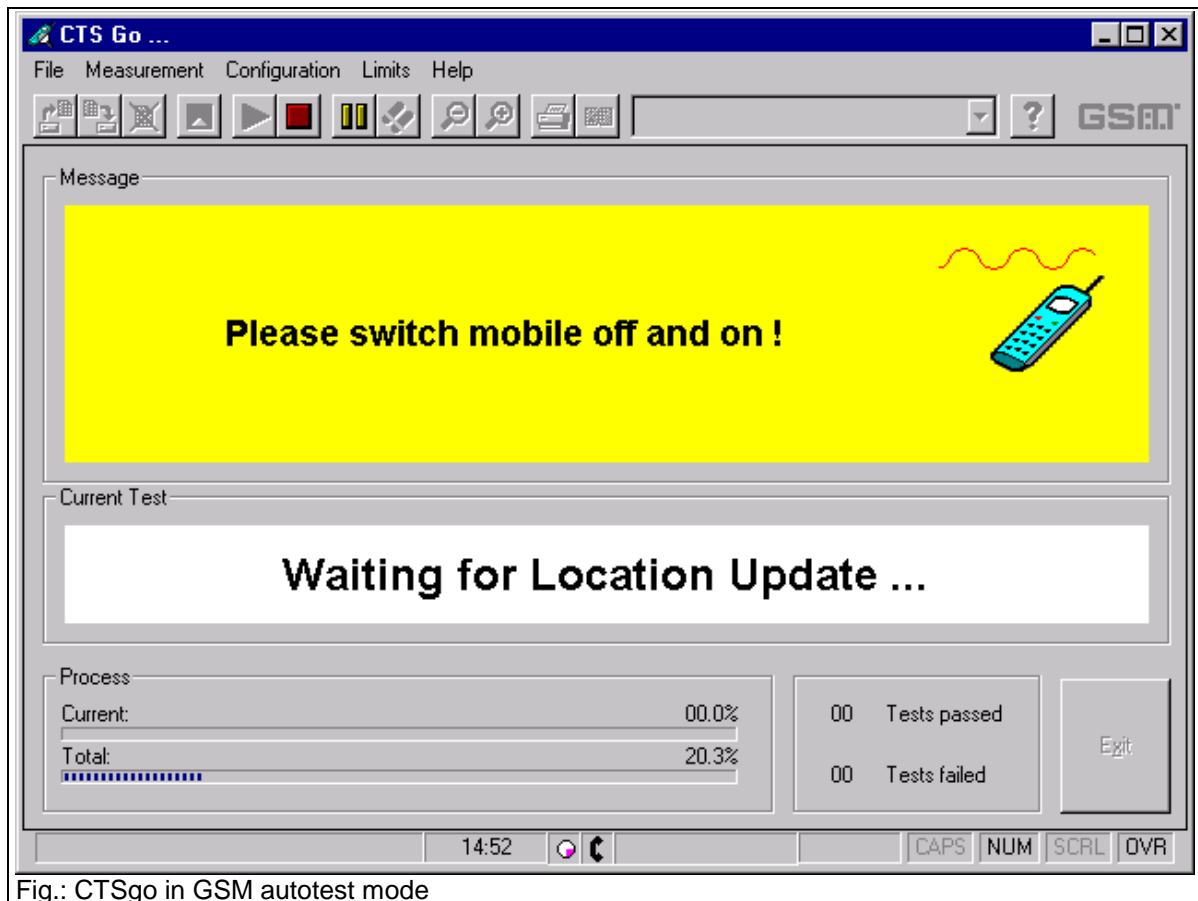 CTS Go ...
File Measurement Configuration Limits Help
? GSM
Message
Please switch mobile off and on !
Current Test
Waiting for Location Update ...
Process
Current: 00.0%
Total: 20.3%
00 Tests passed
00 Tests failed
Exit
14:52 CAPS NUM SCRL OVR
Fig.: CTSgo in GSM autotest mode